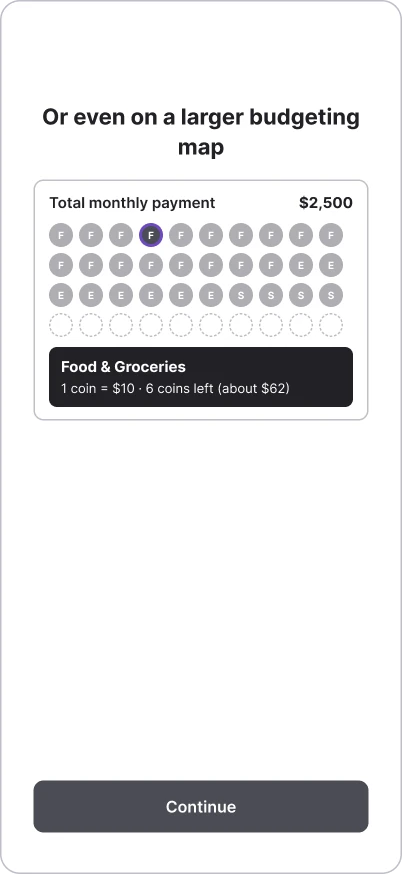 Or even on a larger budgeting
map
Total monthly payment $2,500
F F F F F F F F F F
F F F F F F F F E E
E E E E E E S S S S
Food & Groceries
1 coin = $10 · 6 coins left (about $62)
Continue